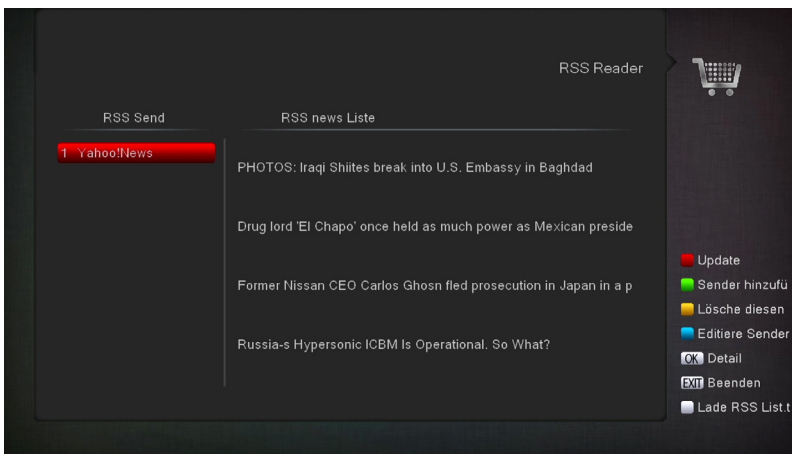 RSS Reader
RSS Send
RSS news Liste
1 Yahoo!News
PHOTOS: Iraqi Shiites break into U.S. Embassy in Baghdad
Drug lord 'El Chapo' once held as much power as Mexican preside
Former Nissan CEO Carlos Ghosn fled prosecution in Japan in a p
Russia-s Hypersonic ICBM Is Operational. So What?
Update
Sender hinzufü
Lösche diesen
Editiere Sender
OK Detail
EXIT Beenden
Lade RSS List.t